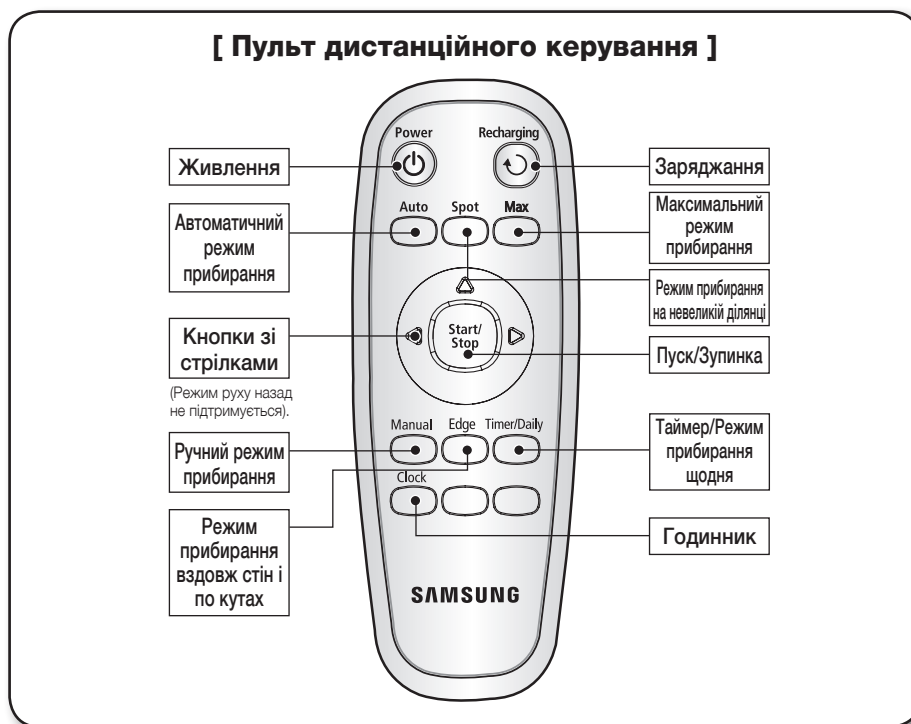 [ Пульт дистанційного керування ]
Power
Recharging
Живлення
Заряджання
Auto
Spot
Max
Автоматичний
режим
прибирання
Максимальний
режим
прибирання
Режим прибирання
на невеликій ділянці
Кнопки зі
стрілками
(Режим руху назад
не підтримується).
Start/
Stop
Пуск/Зупинка
Manual
Edge
Timer/Daily
Ручний режим
прибирання
Таймер/Режим
прибирання
щодня
Clock
Режим
прибирання
вздовж стін і
по кутах
Годинник
SAMSUNG